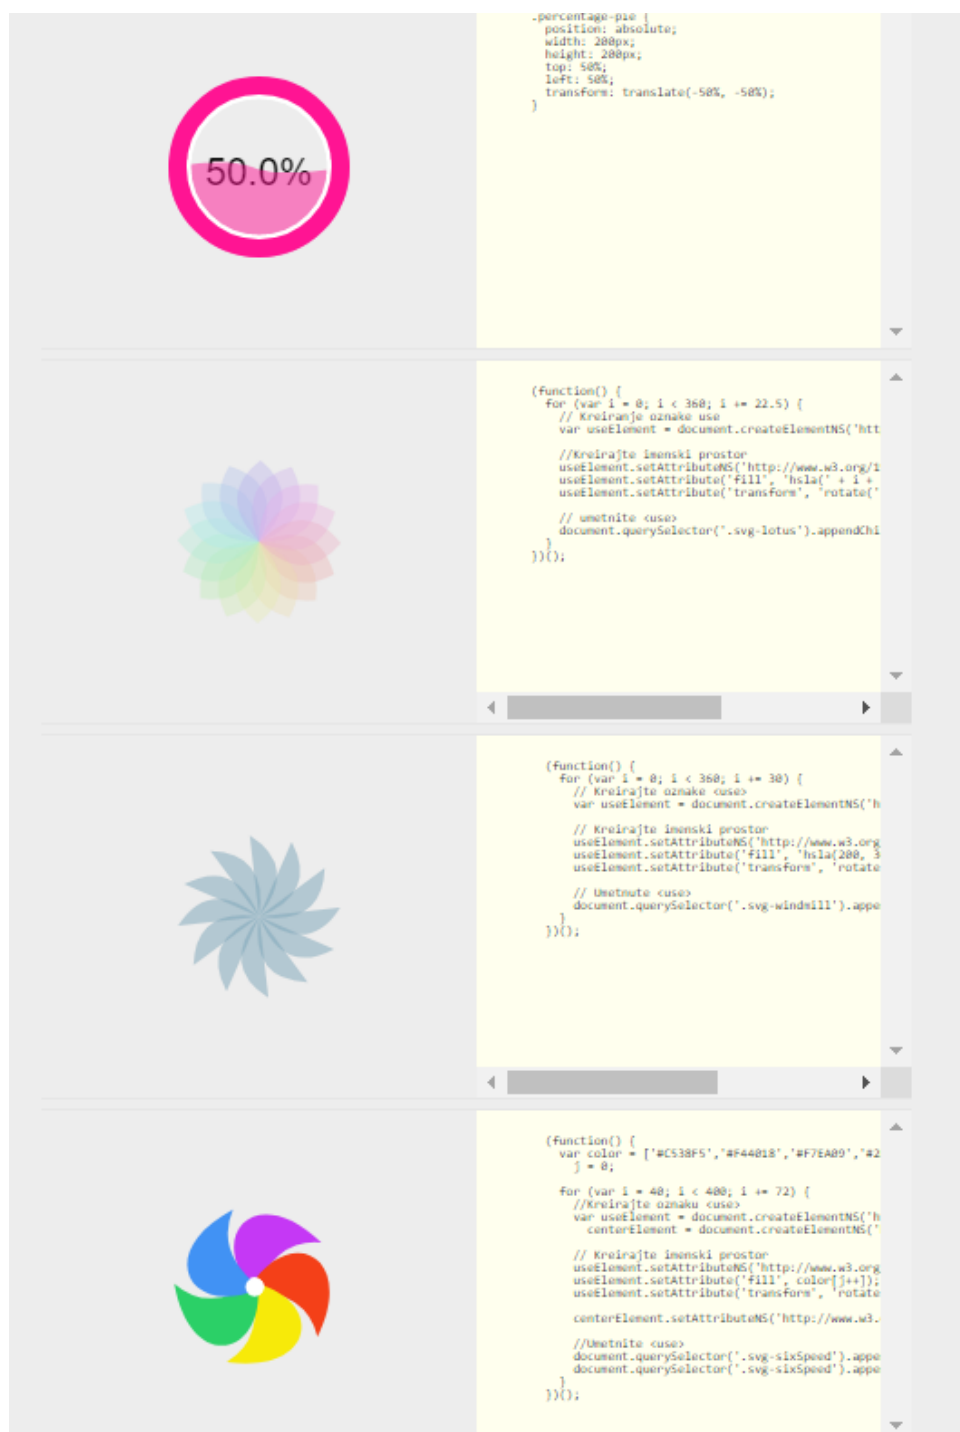 .percentage-pie {
position: absolute;
width: 200px;
height: 200px;
top: 50%;
left: 50%;
transform: translate(-50%, -50%);
}
50.0%
(function() {
for (var i = 0; i < 360; i += 22.5) {
// Kreiranje oznake use
var useElement = document.createElementNS('htt
//Kreirajte imenski prostor
useElement.setAttributeNS('http://www.w3.org/1
useElement.setAttribute('fill', 'hsla(' + i +
useElement.setAttribute('transform', 'rotate('
// umetnite <use>
document.querySelector('.svg-lotus').appendChi
}
})();
(function() {
for (var i = 0; i < 360; i += 30) {
// Kreirajte oznake <use>
var useElement = document.createElementNS('h
// Kreirajte imenski prostor
useElement.setAttributeNS('http://www.w3.org
useElement.setAttribute('fill', 'hsla(200, 3
useElement.setAttribute('transform', 'rotate
// Umetnute <use>
document.querySelector('.svg-windmill').appe
}
})();
(function() {
var color = ['#C538F5','#F44018','#F7EA09','#2
j = 0;
for (var i = 40; i < 400; i += 72) {
//Kreirajte oznaku <use>
var useElement = document.createElementNS('h
centerElement = document.createElementNS('
// Kreirajte imenski prostor
useElement.setAttributeNS('http://www.w3.org
useElement.setAttribute('fill', color[j++]);
useElement.setAttribute('transform', 'rotate
centerElement.setAttributeNS('http://www.w3.
//Umetnite <use>
document.querySelector('.svg-sixSpeed').appe
document.querySelector('.svg-sixSpeed').appe
}
})();